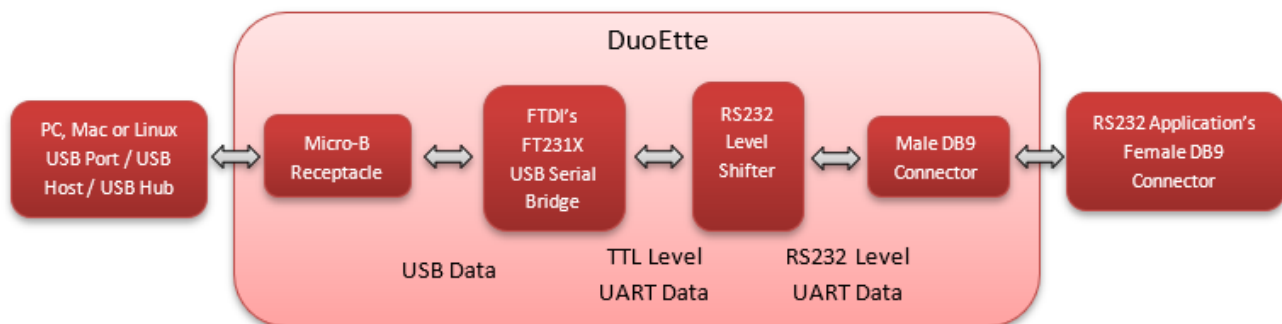 DuoEtte
PC, Mac or Linux
USB Port / USB
Host / USB Hub
Micro-B
Receptacle
FTDI's
FT231X
USB Serial
Bridge
RS232
Level
Shifter
Male DB9
Connector
RS232 Application's
Female DB9
Connector
USB Data
TTL Level
UART Data
RS232 Level
UART Data